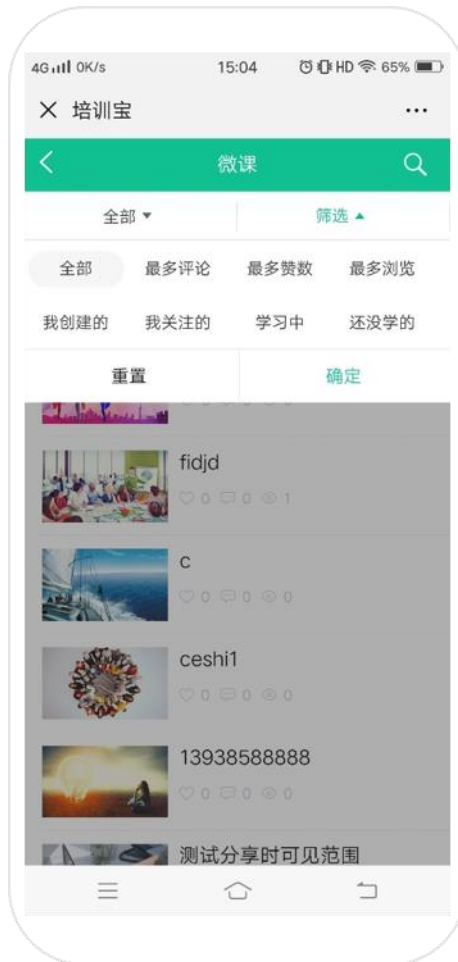 4G 0K/s 15:04 HD 65%
培训宝 ...
微课
全部 筛选
全部 最多评论 最多赞数 最多浏览
我创建的 我关注的 学习中 还没学的
重置 确定
fidjd
0 0 1
c
0 0 0
ceshi1
0 0 0
13938588888
0 0 0
测试分享时可见范围